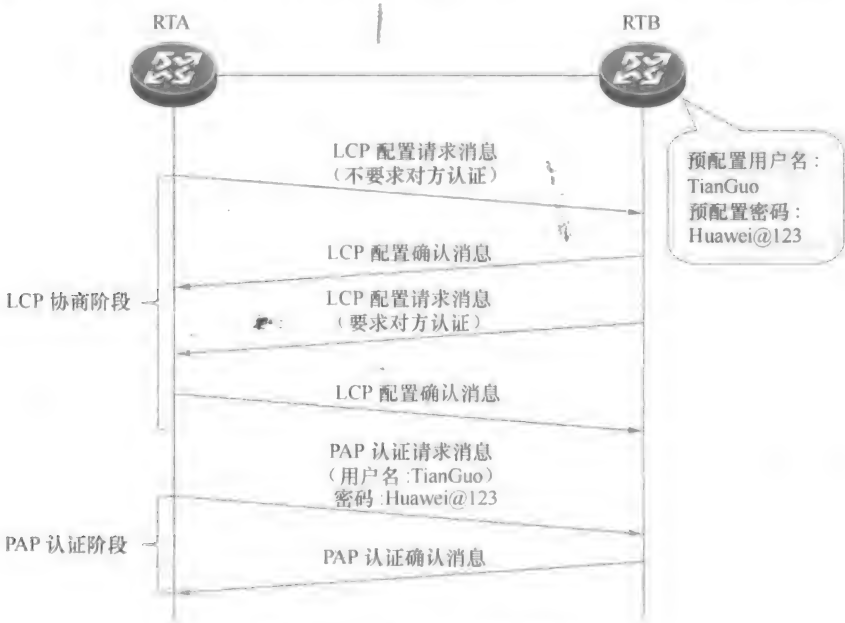 RTA
RTB
LCP 配置请求消息
（不要求对方认证）
预配置用户名：
TianGuo
预配置密码：
Huawei@123
LCP 配置确认消息
LCP 协商阶段
LCP 配置请求消息
（要求对方认证）
LCP 配置确认消息
PAP 认证请求消息
（用户名:TianGuo）
密码:Huawei@123
PAP 认证阶段
PAP 认证确认消息